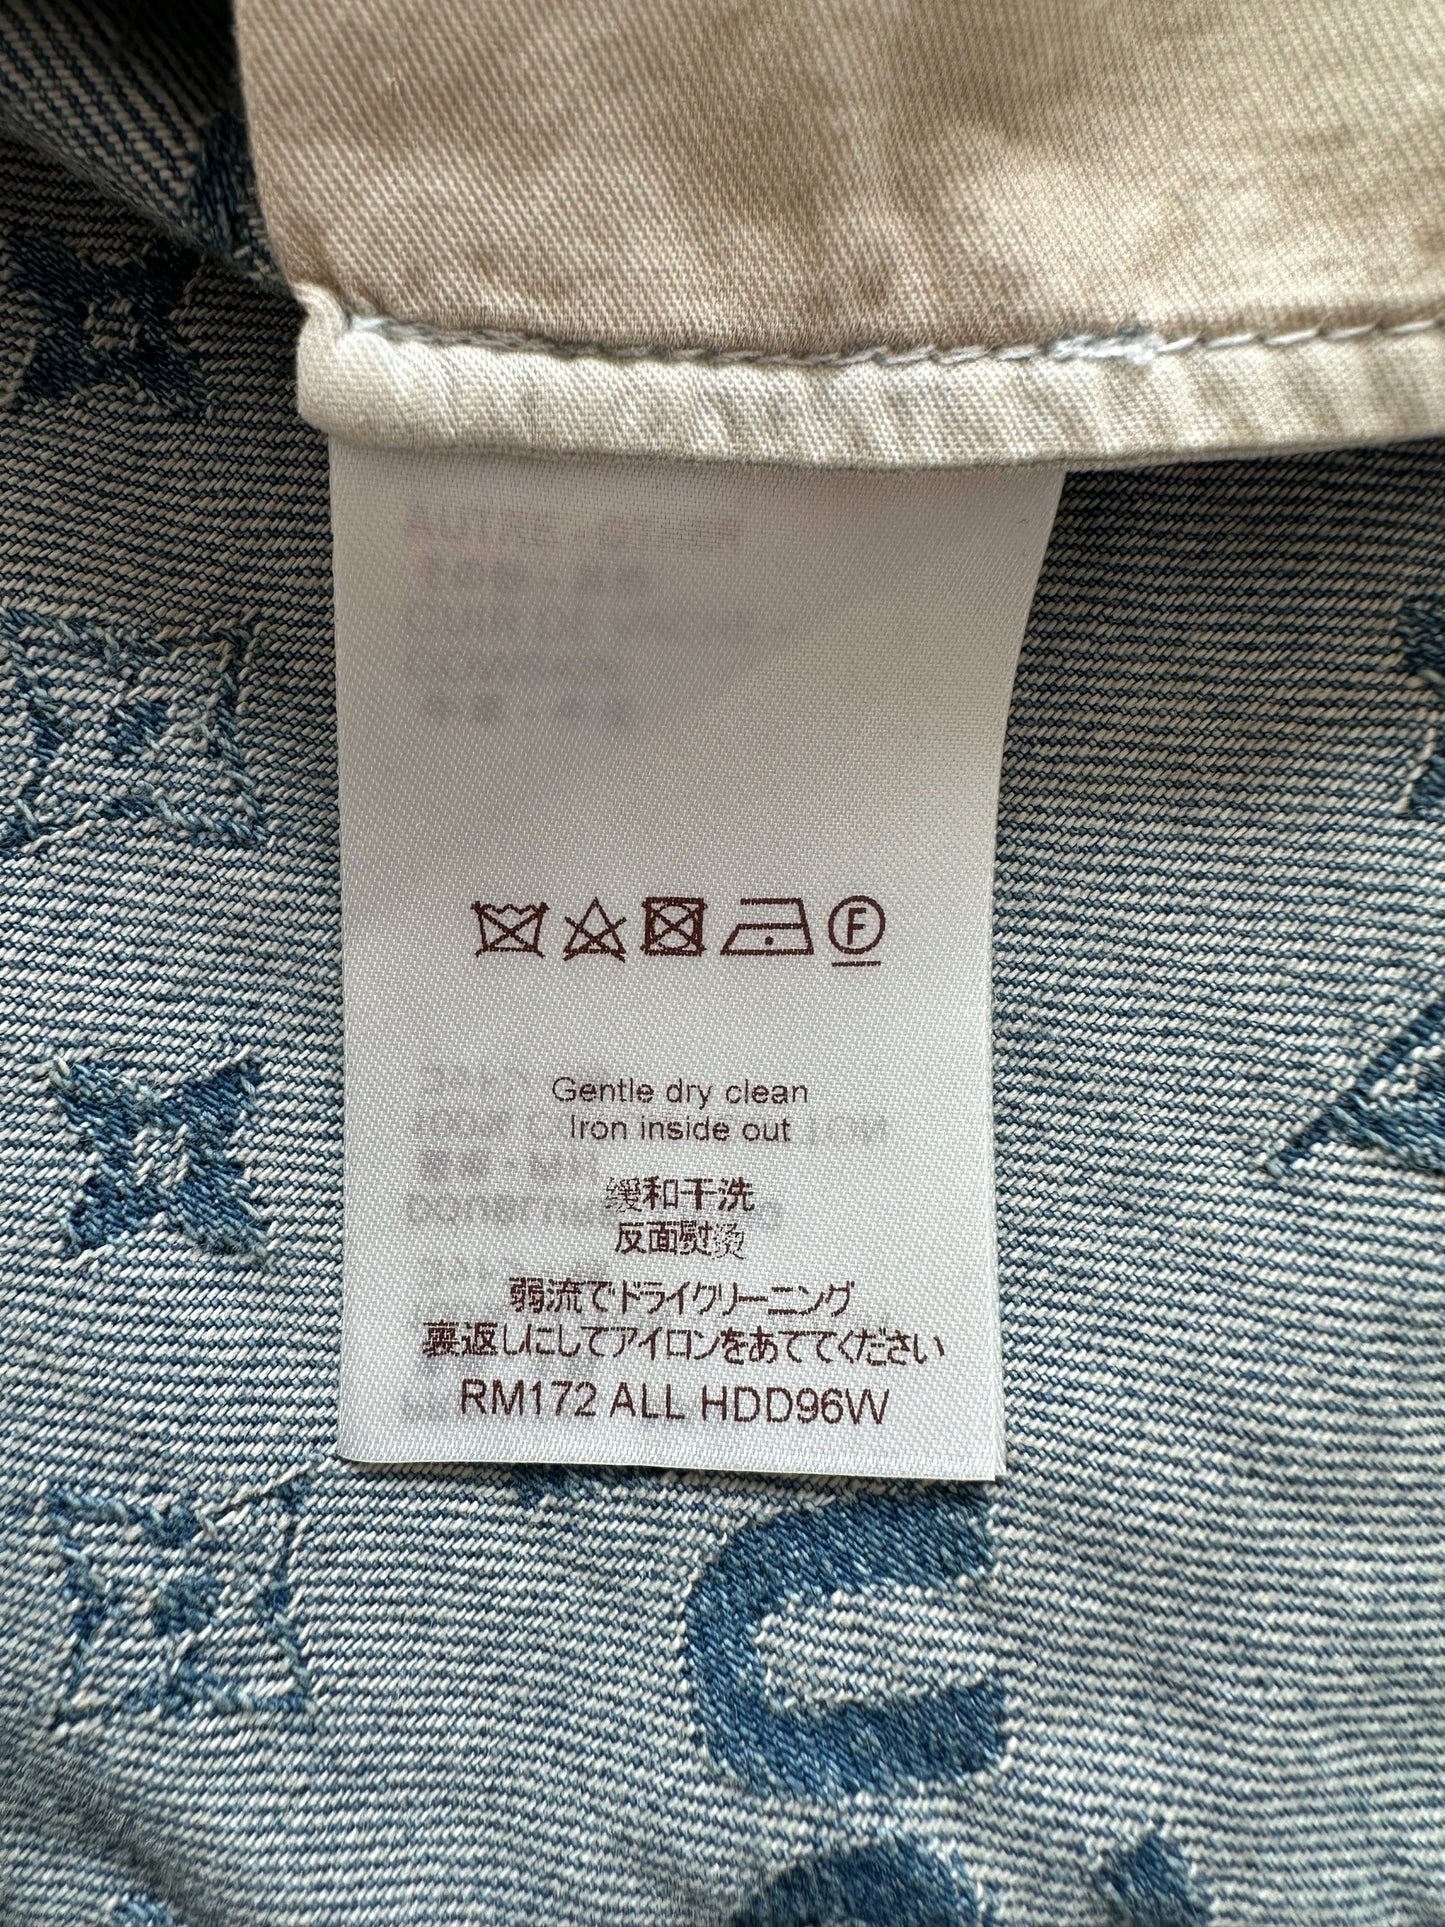 F
Gentle dry clean
Iron inside out
缓和干洗
反面熨烫
弱流でドライクリーニング
裏返しにしてアイロンをあててください
RM172 ALL HDD96W